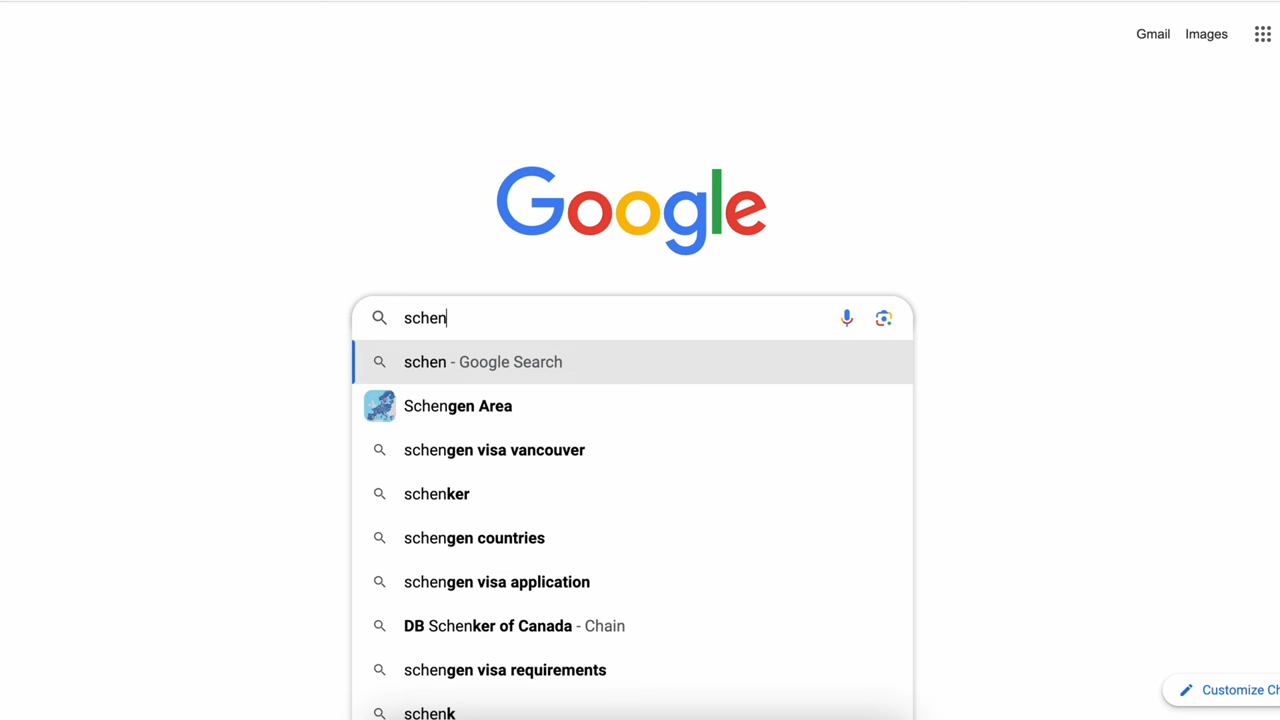 Gmail Images
Google
schen
schen - Google Search
Schengen Area
schengen visa vancouver
schenker
schengen countries
schengen visa application
DB Schenker of Canada - Chain
schengen visa requirements
schenk
Customize Ch